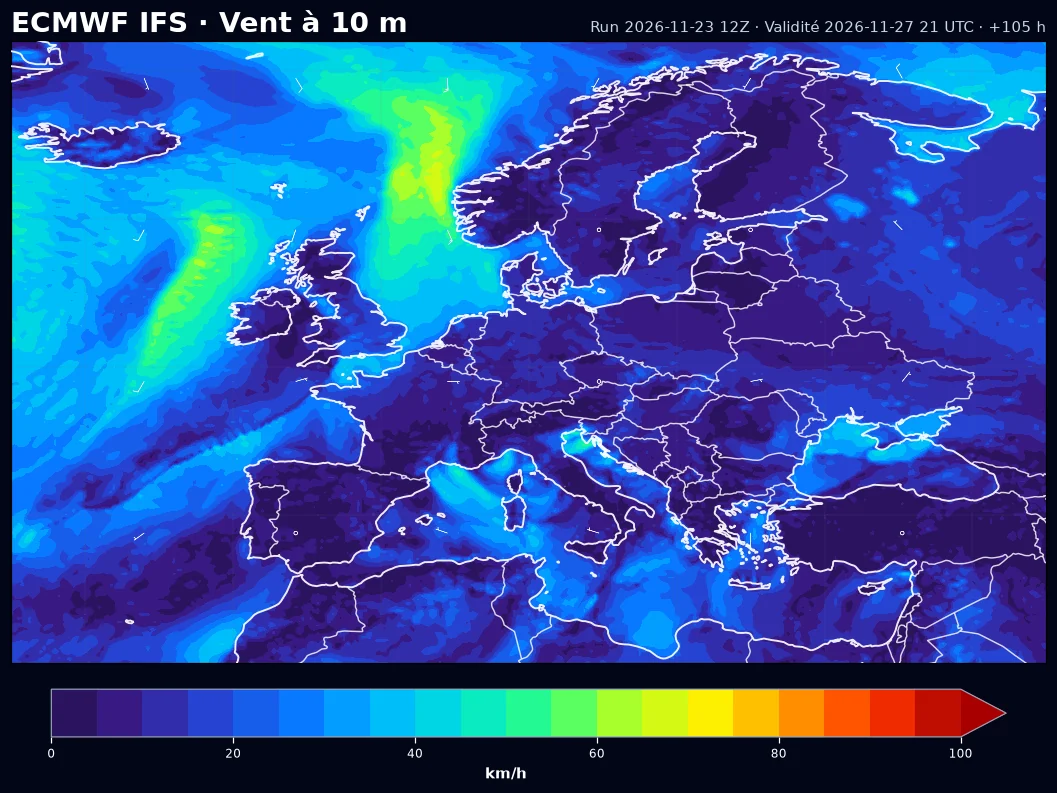 ECMWF IFS · Vent à 10 m
Run 2026-11-23 12Z · Validité 2026-11-27 21 UTC · +105 h
0 20 40 60 80 100
km/h